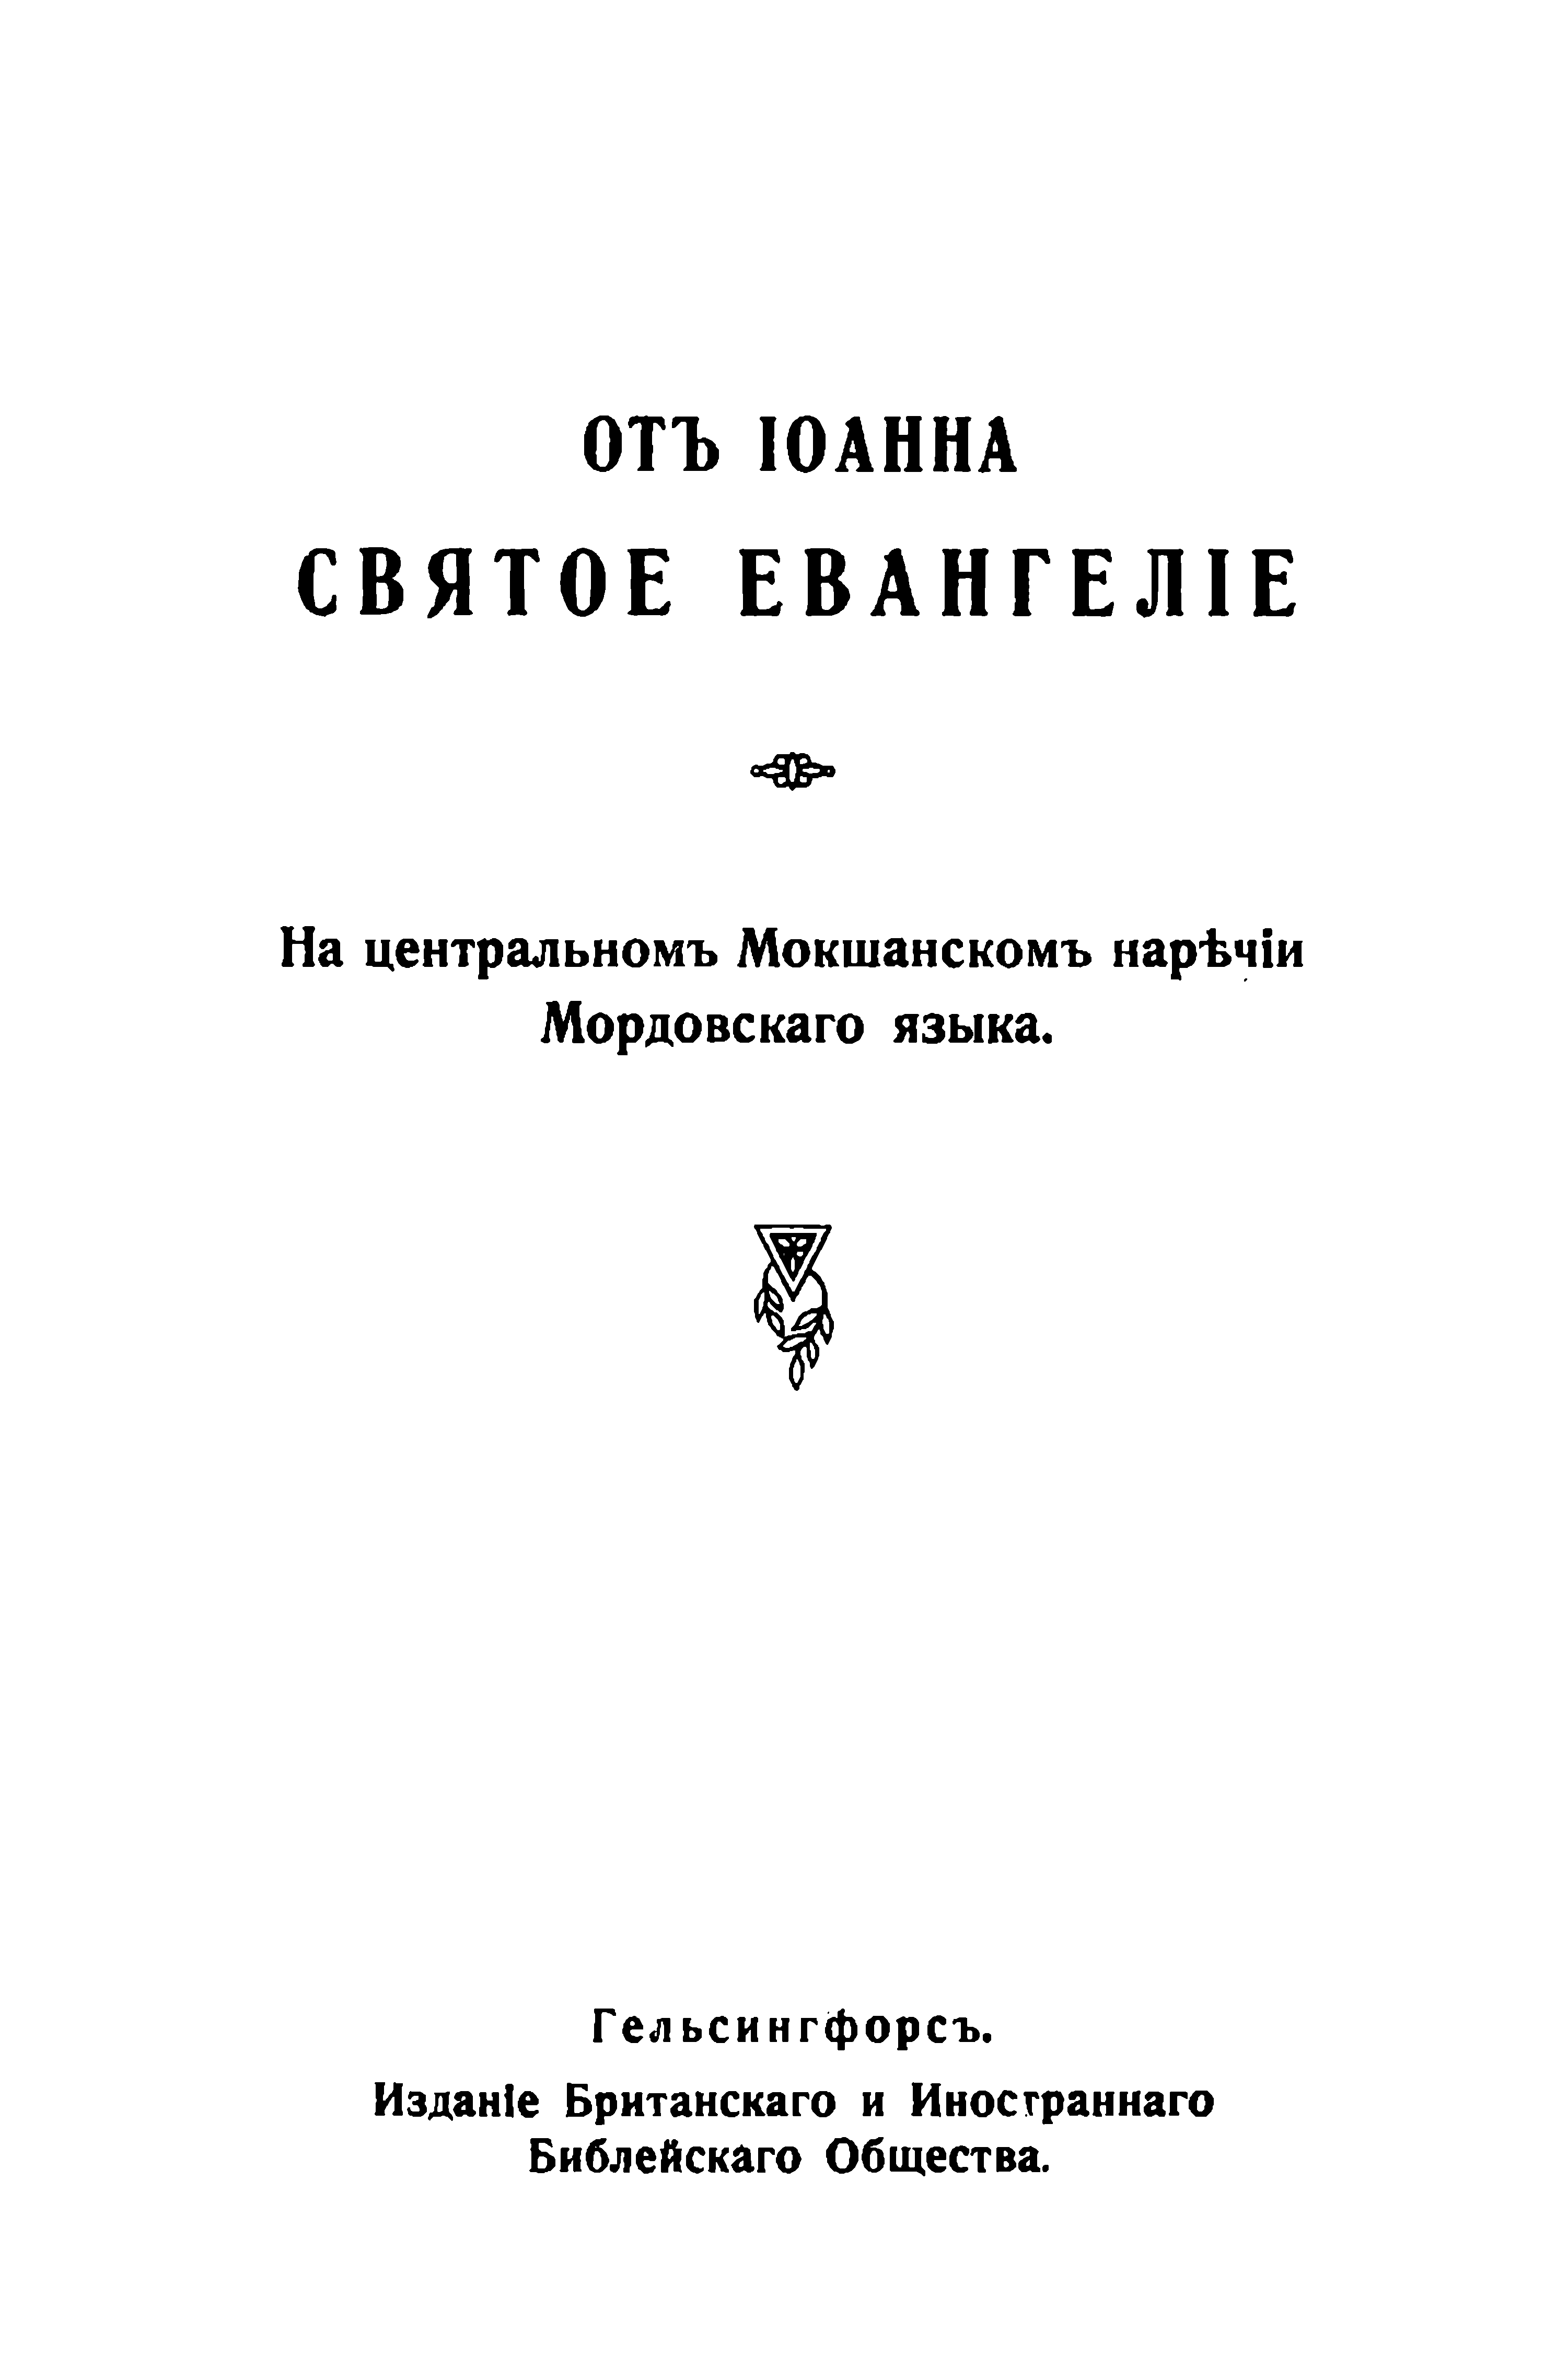 ОТЪ ІОАННА
СВЯТОЕ ЕВАНГЕЛІЕ
На центральномъ Мокшанскомъ нарѣчіи
Мордовскаго языка.
Гельсингфорсъ.
Изданіе Британскаго и Иностраннаго
Библейскаго Общества.